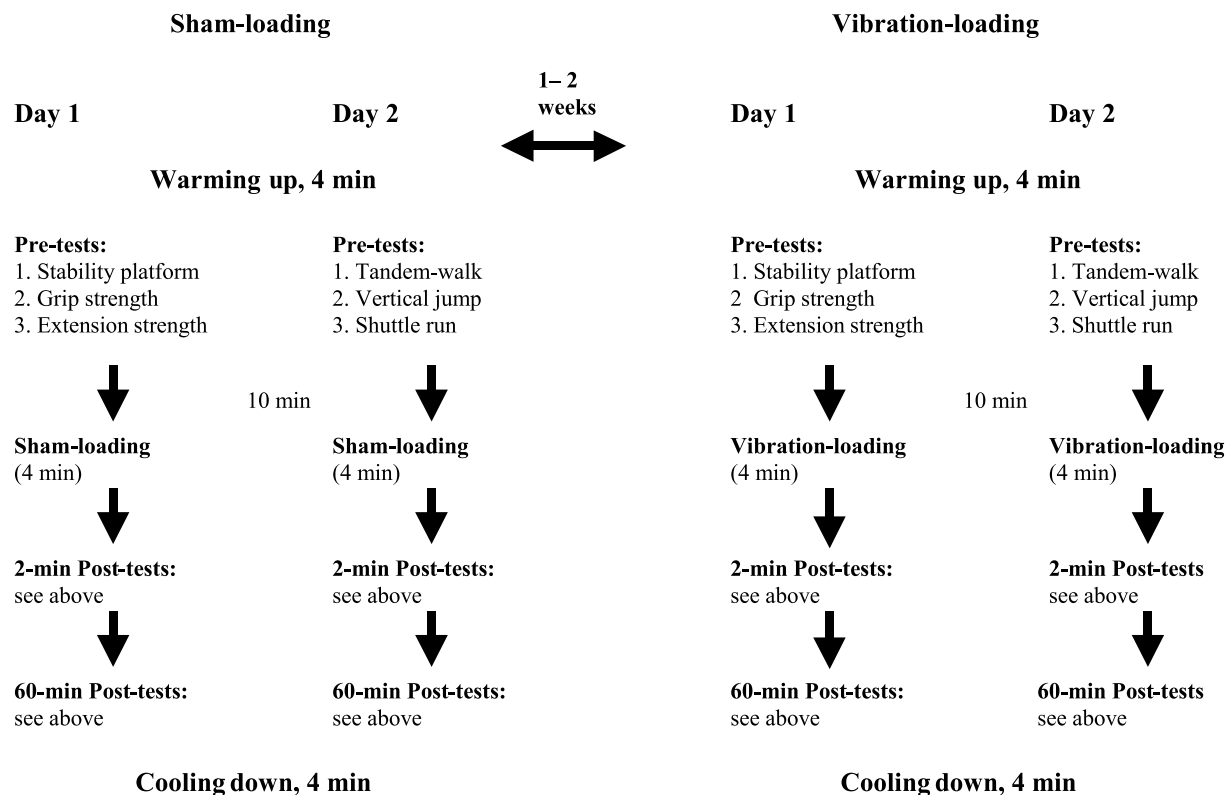 Sham-loading
Vibration-loading
1– 2
weeks
Day 1
Day 2
Day 1
Day 2
Warming up, 4 min
Warming up, 4 min
Pre-tests:
1. Stability platform
2. Grip strength
3. Extension strength
Pre-tests:
1. Tandem-walk
2. Vertical jump
3. Shuttle run
Pre-tests:
1. Stability platform
2 Grip strength
3. Extension strength
Pre-tests:
1. Tandem-walk
2. Vertical jump
3. Shuttle run
10 min
10 min
Sham-loading
(4 min)
Sham-loading
(4 min)
Vibration-loading
(4 min)
Vibration-loading
(4 min)
2-min Post-tests:
see above
2-min Post-tests:
see above
2-min Post-tests:
see above
2-min Post-tests
see above
60-min Post-tests:
see above
60-min Post-tests:
see above
60-min Post-tests:
see above
60-min Post-tests
see above
Cooling down, 4 min
Cooling down, 4 min